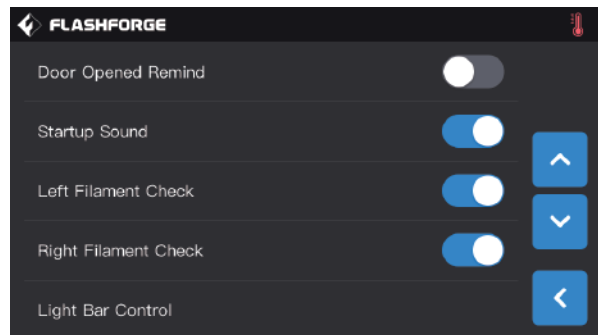 FLASHFORGE
Door Opened Remind
Startup Sound
Left Filament Check
Right Filament Check
Light Bar Control